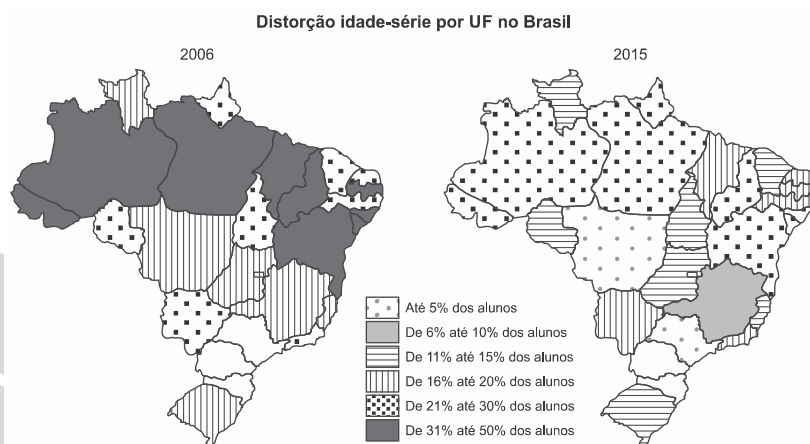 Distorção idade-série por UF no Brasil
2006
2015
Até 5% dos alunos
De 6% até 10% dos alunos
De 11% até 15% dos alunos
De 16% até 20% dos alunos
De 21% até 30% dos alunos
De 31% até 50% dos alunos